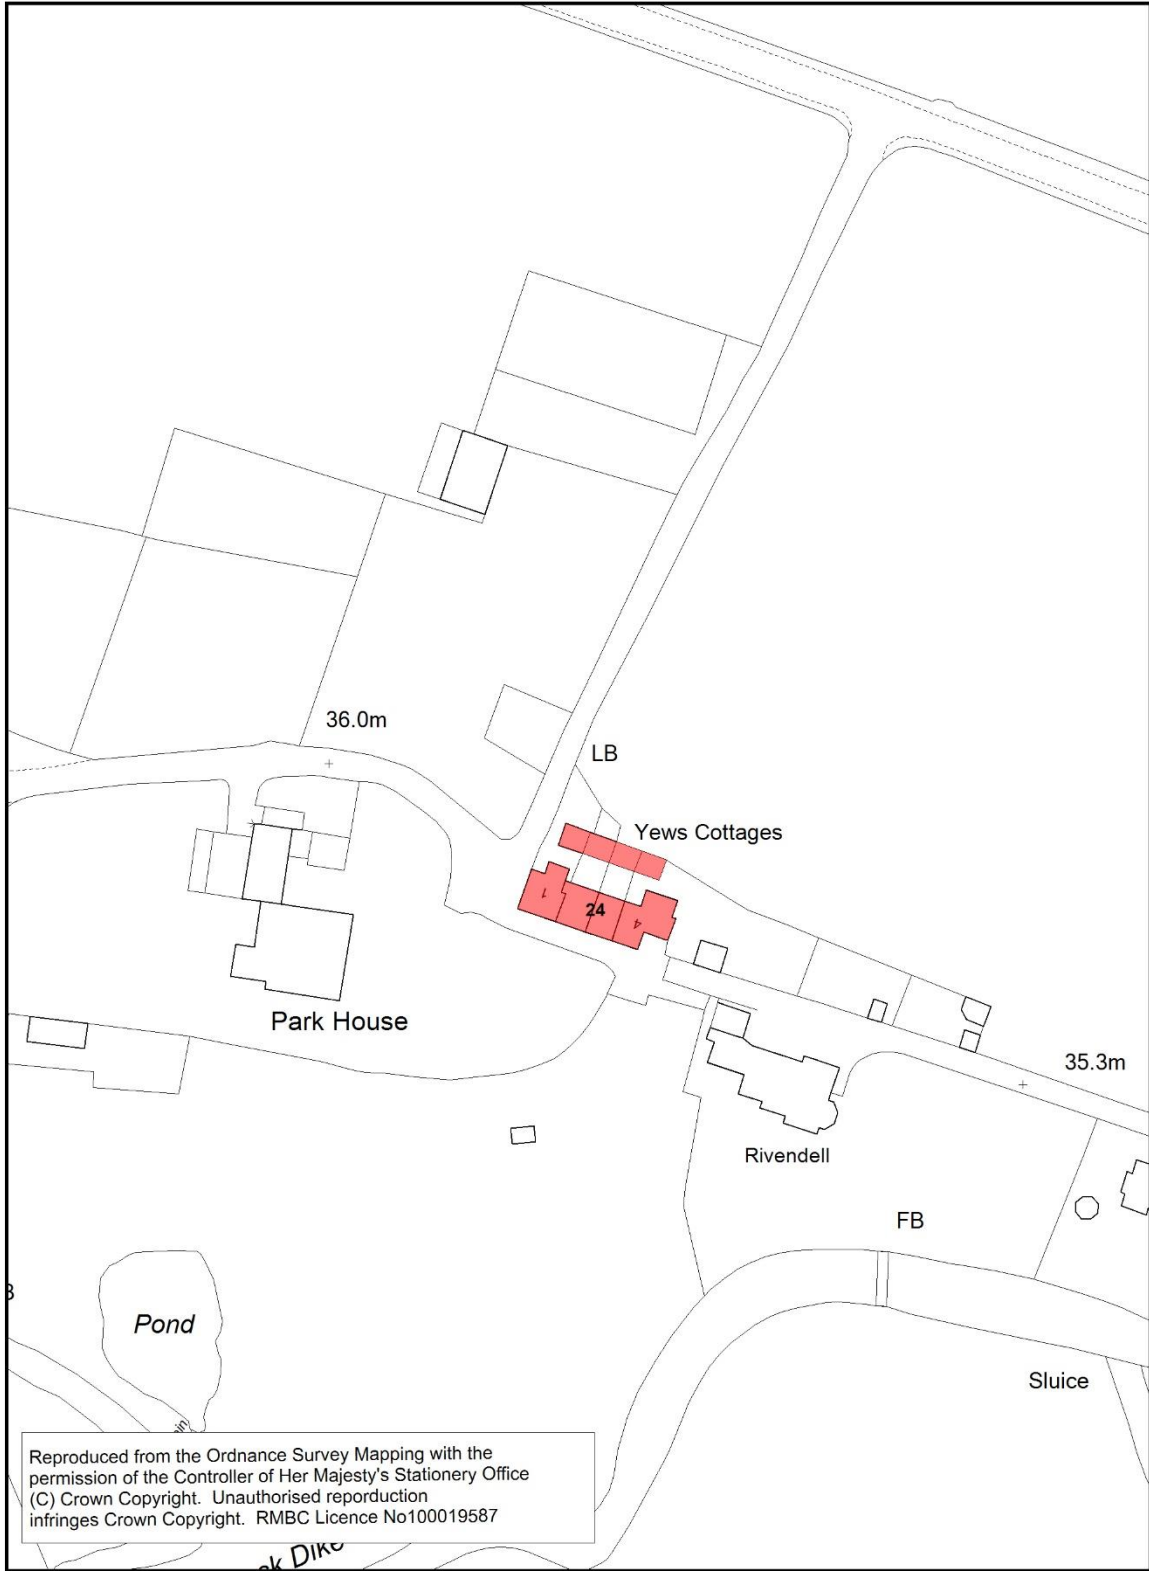 36.0m
LB
Yews Cottages
1
24
4
Park House
35.3m
Rivendell
FB
Pond
Sluice
Reproduced from the Ordnance Survey Mapping with the
permission of the Controller of Her Majesty's Stationery Office
(C) Crown Copyright. Unauthorised reporduction
infringes Crown Copyright. RMBC Licence No100019587
Dike